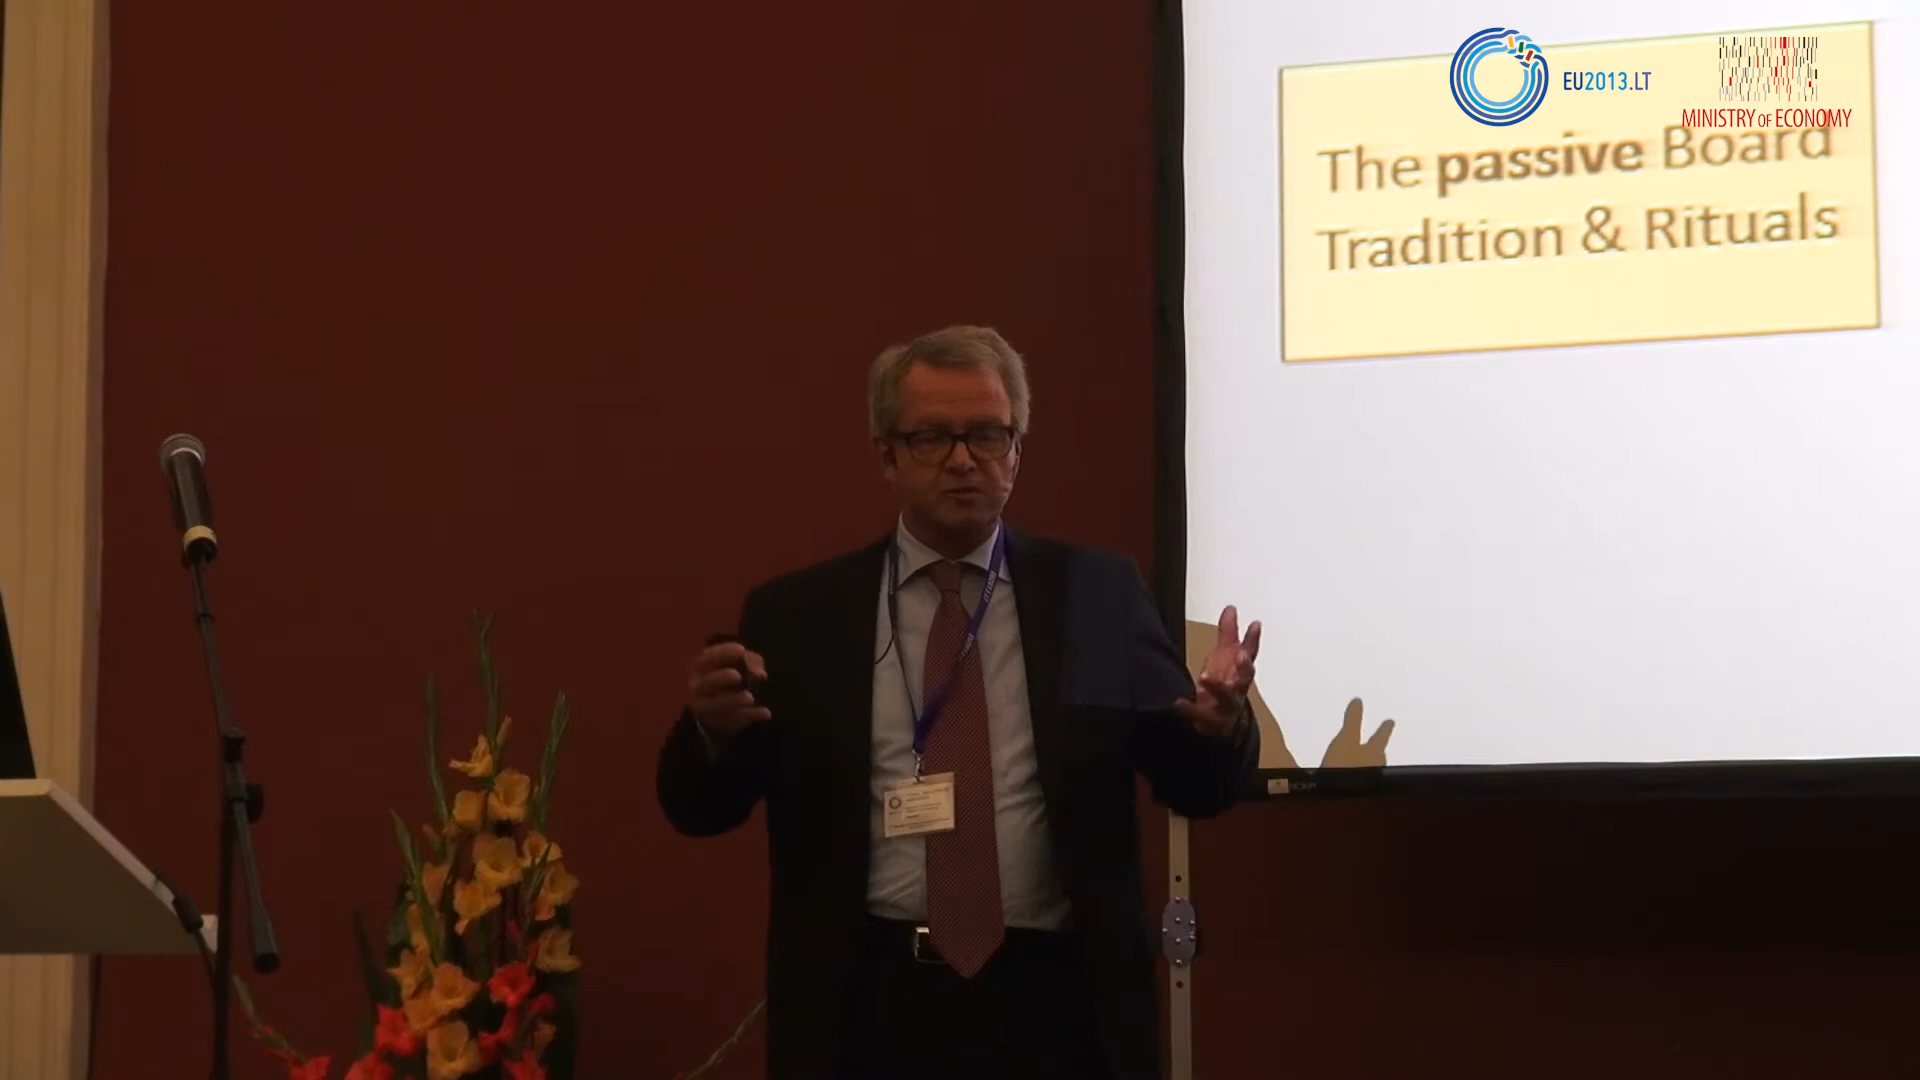 EU2013.LT
MINISTRY OF ECONOMY
The passive Board
Tradition & Rituals